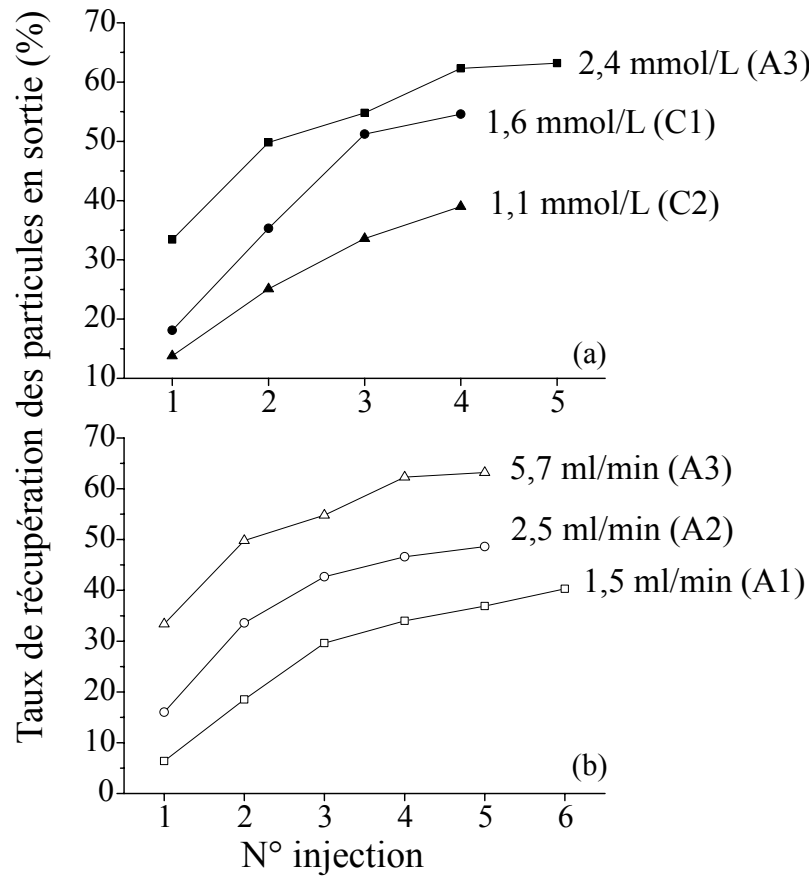 Taux de récupération des particules en sortie (%)
70
60
50
40
30
20
10
2,4 mmol/L (A3)
1,6 mmol/L (C1)
1,1 mmol/L (C2)
(a)
1 2 3 4 5
70
60
50
40
30
20
10
0
5,7 ml/min (A3)
2,5 ml/min (A2)
1,5 ml/min (A1)
(b)
1 2 3 4 5 6
N° injection